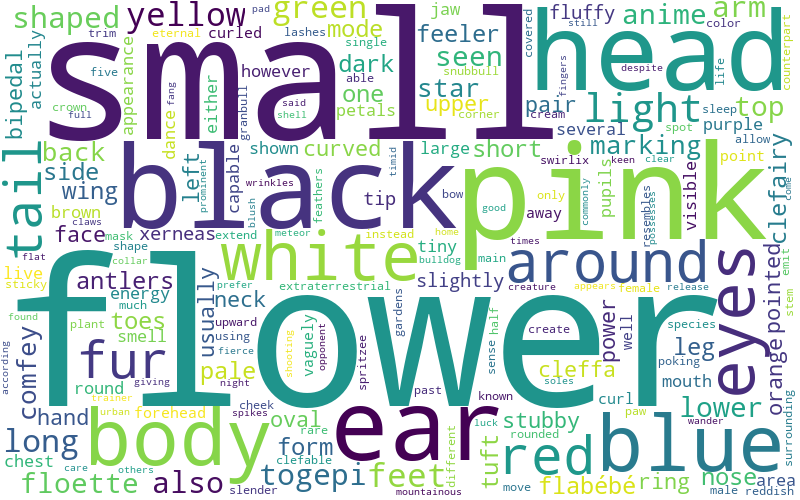 small
head
flower
black
pink
white
body
ear
blue
eyes
fur
tail
red
around
light
shaped
yellow
green
arm
anime
mode
feeler
seen
dark
star
one
upper
pair
marking
top
purple
clefairy
several
back
side
wing
brown
face
xerneas
left
capable
curved
shown
large
short
tip
away
pupils
visible
antlers
neck
tiny
slightly
pointed
orange
comfey
toes
usually
energy
smell
pale
vaguely
power
well
leg
cleffa
mouth
lower
hand
long
chest
floette
also
round
oval
form
togepi
feet
stubby
tuft
flabébé
ring
nose
area
bipedal
actually
appearance
trim
eternal
curled
pad
lashes
jaw
fluffy
single
able
snubbull
covered
still
fingers
color
despite
life
counterpart
five
however
crown
full
fang
dance
either
said
shell
granbull
petals
corner
cream
spot
sleep
allow
point
swirlix
keen
clear
only
timid
bow
good
commonly
resembles
possesses
come
emit
stem
prominent
wrinkles
blush
feathers
meteor
extend
claws
mask
shape
flat
collar
live
sticky
found
much
plant
prefer
extraterrestrial
instead
home
bulldog
main
times
creature
appears
female
release
species
upward
using
fierce
opponent
shooting
night
giving
trainer
urban
forehead
cheek
spikes
spritzee
gardens
past
known
sense
half
create
poking
soles
curl
paw
luck
wander
surrounding
according
care
others
slender
clefable
rare
mountainous
different
move
rounded
male
reddish